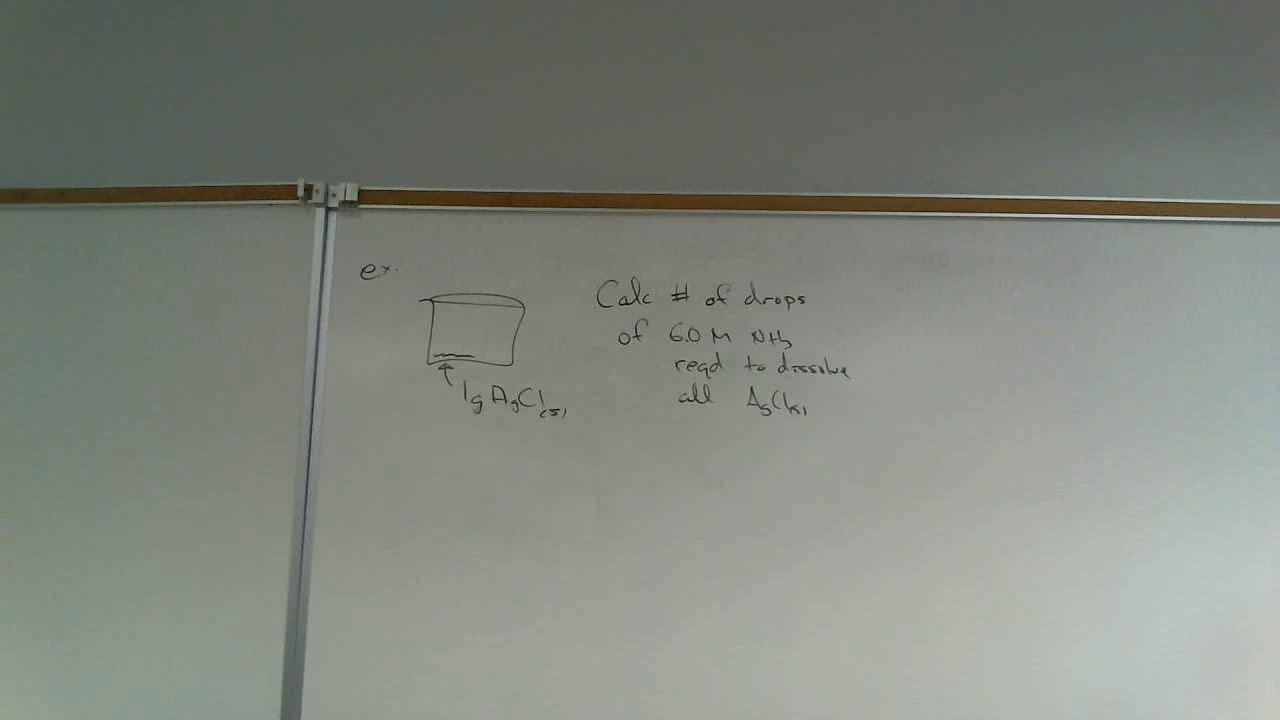 ex.
Calc # of drops
of 6.0 M NH₃
reqd to dissolve
all AgCl(s)
1g AgCl(s)